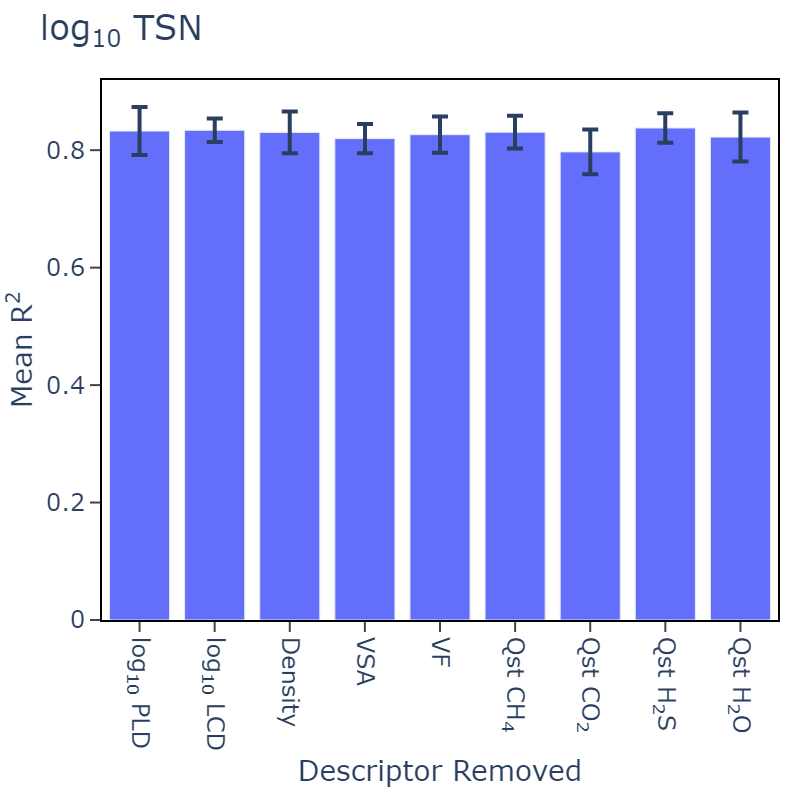 log₁₀ TSN
Mean R²
0.8
0.6
0.4
0.2
0
log₁₀ PLD
log₁₀ LCD
Density
VSA
VF
Qst CH₄
Qst CO₂
Qst H₂S
Qst H₂O
Descriptor Removed